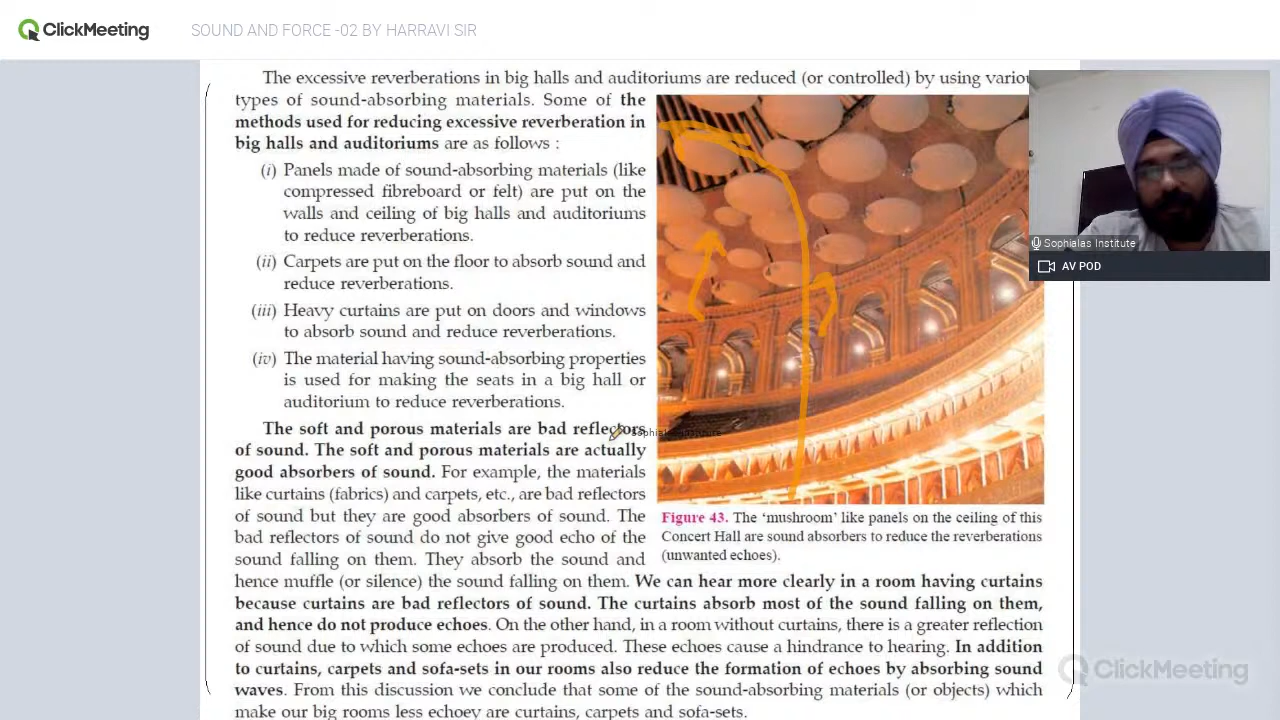 ClickMeeting
SOUND AND FORCE -02 BY HARRAVI SIR
The excessive reverberations in big halls and auditoriums are reduced (or controlled) by using
types of sound-absorbing materials. Some of the
methods used for reducing excessive reverberation in
big halls and auditoriums are as follows :
(i) Panels made of sound-absorbing materials (like
compressed fibreboard or felt) are put on the
walls and ceiling of big halls and auditoriums
to reduce reverberations.
(ii) Carpets are put on the floor to absorb sound and
reduce reverberations.
(iii) Heavy curtains are put on doors and windows
to absorb sound and reduce reverberations.
(iv) The material having sound-absorbing properties
is used for making the seats in a big hall or
auditorium to reduce reverberations.
The soft and porous materials are bad reflectors
of sound. The soft and porous materials are actually
good absorbers of sound. For example, the materials
like curtains (fabrics) and carpets, etc., are bad reflectors
of sound but they are good absorbers of sound. The
bad reflectors of sound do not give good echo of the
sound falling on them. They absorb the sound and
hence muffle (or silence) the sound falling on them. We can hear more clearly in a room having curtains
because curtains are bad reflectors of sound. The curtains absorb most of the sound falling on them,
and hence do not produce echoes. On the other hand, in a room without curtains, there is a greater reflection
of sound due to which some echoes are produced. These echoes cause a hindrance to hearing. In addition
to curtains, carpets and sofa-sets in our rooms also reduce the formation of echoes by absorbing sound
waves. From this discussion we conclude that some of the sound-absorbing materials (or objects) which
make our big rooms less echoey are curtains, carpets and sofa-sets.
Figure 43. The ‘mushroom’ like panels on the ceiling of this
Concert Hall are sound absorbers to reduce the reverberations
(unwanted echoes).
Sophialas Institute
Sophialas Institute
AV POD
ClickMeeting